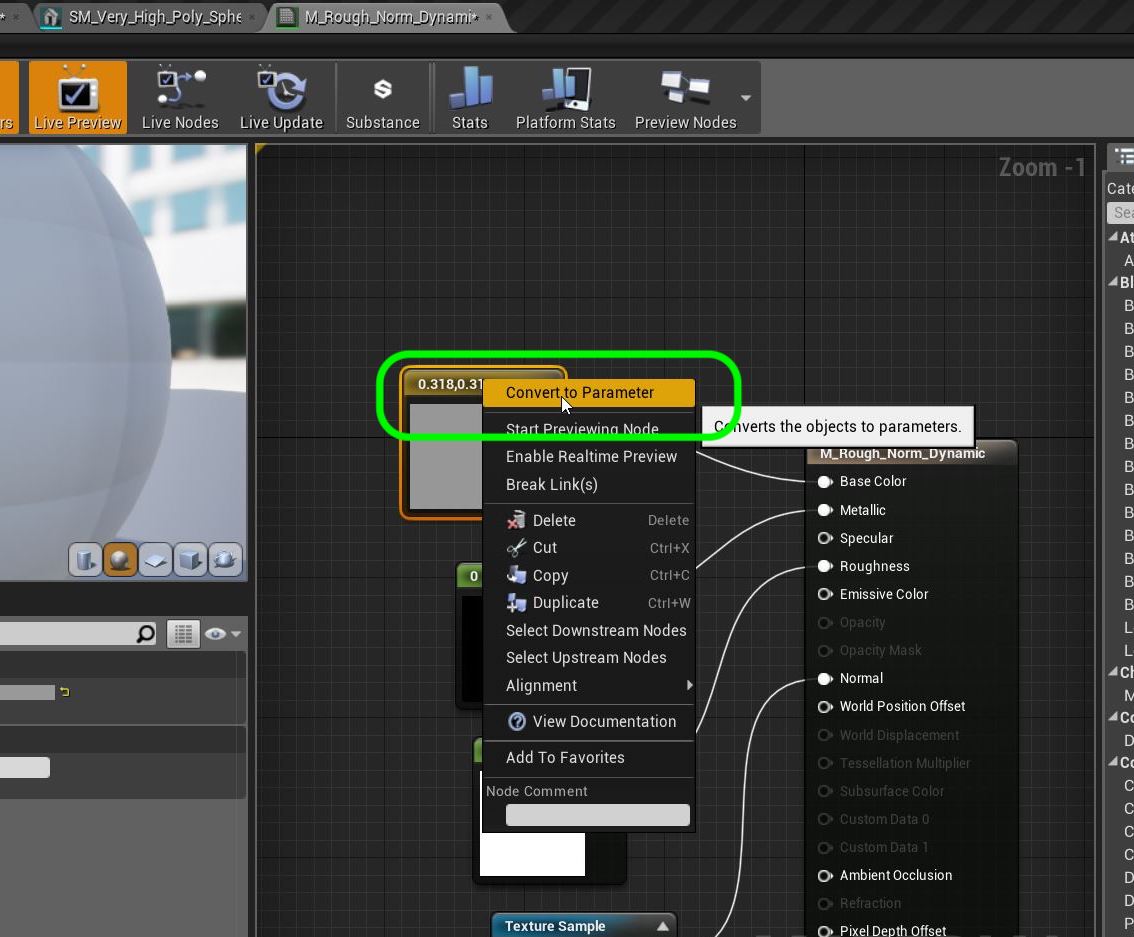 SM_Very_High_Poly_Sphe
M_Rough_Norm_Dynami*
rs
Live Preview
Live Nodes
Live Update
Substance
Stats
Platform Stats
Preview Nodes
Zoom -1
Cate
Sea
At
A
Bl
B
B
B
B
B
B
B
B
B
B
B
B
B
B
L
L
Ch
M
Co
D
Co
C
C
C
C
D
D
P
0.318,0.31
Convert to Parameter
Converts the objects to parameters.
Start Previewing Node
Enable Realtime Preview
Break Link(s)
Delete Delete
Cut Ctrl+X
Copy Ctrl+C
Duplicate Ctrl+W
Select Downstream Nodes
Select Upstream Nodes
Alignment
View Documentation
Add To Favorites
Node Comment
0
Texture Sample
M_Rough_Norm_Dynamic
Base Color
Metallic
Specular
Roughness
Emissive Color
Opacity
Opacity Mask
Normal
World Position Offset
World Displacement
Tessellation Multiplier
Subsurface Color
Custom Data 0
Custom Data 1
Ambient Occlusion
Refraction
Pixel Depth Offset